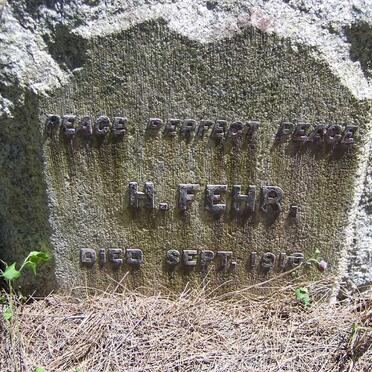 PEACE PERFECT PEACE
H. FEHR.
DIED SEPT.